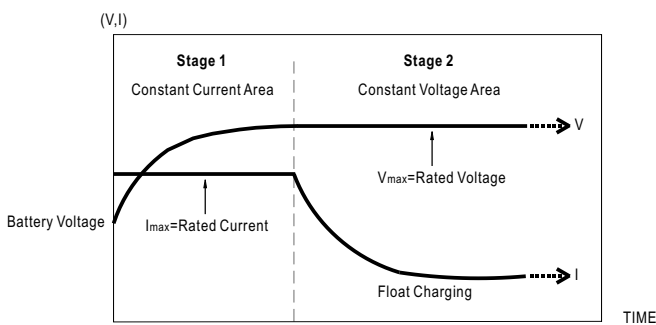 (V,I)
Stage 1
Stage 2
Constant Current Area
Constant Voltage Area
V
Vmax=Rated Voltage
Battery Voltage
Imax=Rated Current
I
Float Charging
TIME